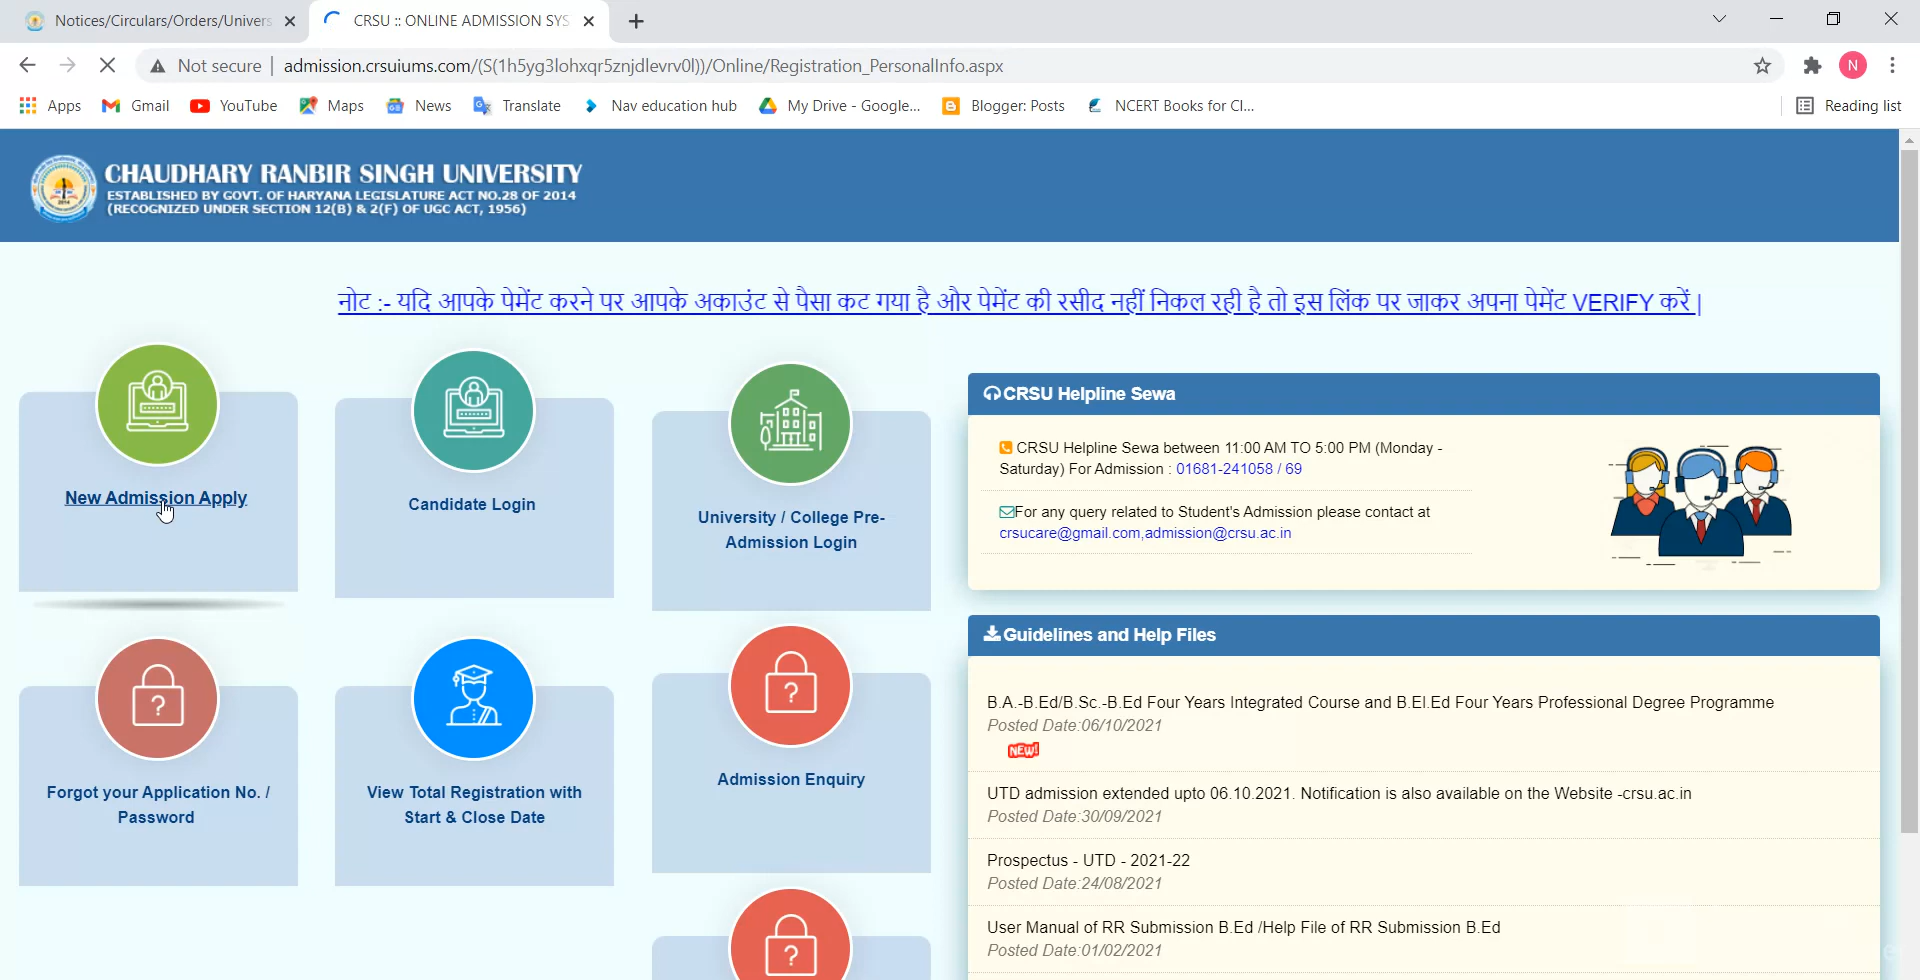 Notices/Circulars/Orders/Univers
CRSU :: ONLINE ADMISSION SYS
Not secure
admission.crsuiums.com/(S(1h5yg3lohxqr5znjdlevrv0l))/Online/Registration_PersonalInfo.aspx
N
Apps
Gmail
YouTube
Maps
News
Translate
Nav education hub
My Drive - Google...
Blogger: Posts
NCERT Books for Cl...
Reading list
CHAUDHARY RANBIR SINGH UNIVERSITY
ESTABLISHED BY GOVT. OF HARYANA LEGISLATURE ACT NO.28 OF 2014
(RECOGNIZED UNDER SECTION 12(B) & 2(F) OF UGC ACT, 1956)
नोट :- यदि आपके पेमेंट करने पर आपके अकाउंट से पैसा कट गया है और पेमेंट की रसीद नहीं निकल रही है तो इस लिंक पर जाकर अपना पेमेंट VERIFY करें |
New Admission Apply
Candidate Login
University / College Pre-
Admission Login
Forgot your Application No. /
Password
View Total Registration with
Start & Close Date
Admission Enquiry
CRSU Helpline Sewa
CRSU Helpline Sewa between 11:00 AM TO 5:00 PM (Monday -
Saturday) For Admission : 01681-241058 / 69
For any query related to Student's Admission please contact at
crsucare@gmail.com,admission@crsu.ac.in
Guidelines and Help Files
B.A.-B.Ed/B.Sc.-B.Ed Four Years Integrated Course and B.El.Ed Four Years Professional Degree Programme
Posted Date:06/10/2021
NEW!
UTD admission extended upto 06.10.2021. Notification is also available on the Website -crsu.ac.in
Posted Date:30/09/2021
Prospectus - UTD - 2021-22
Posted Date:24/08/2021
User Manual of RR Submission B.Ed /Help File of RR Submission B.Ed
Posted Date:01/02/2021